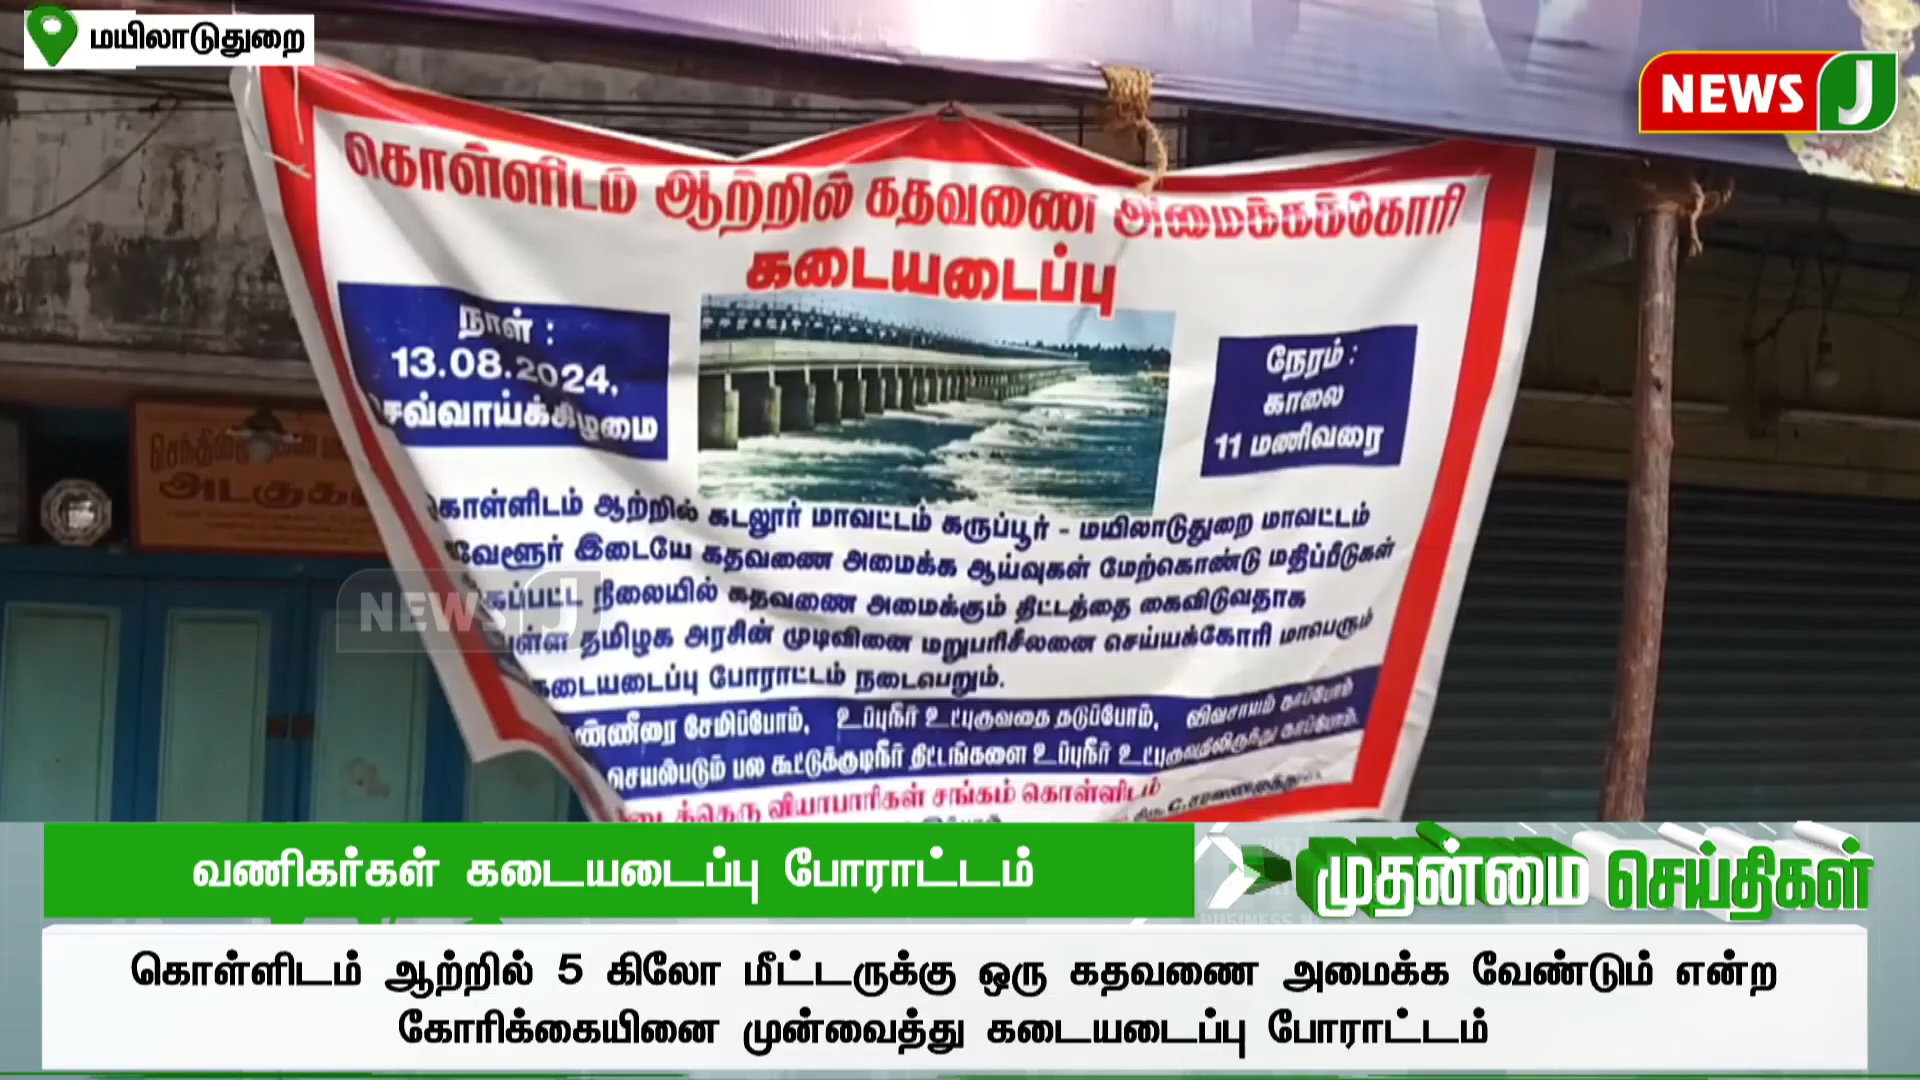 மயிலாடுதுறை
NEWS J
கொள்ளிடம் ஆற்றில் கதவணை அமைக்கக்கோரி
கடையடைப்பு
நாள் :
13.08.2024,
செவ்வாய்க்கிழமை
நேரம் :
காலை
11 மணிவரை
கொள்ளிடம் ஆற்றில் கடலூர் மாவட்டம் கருப்பூர் - மயிலாடுதுறை மாவட்டம்
இடையே கதவணை அமைக்க ஆய்வுகள் மேற்கொண்டு மதிப்பீடுகள்
நிலையில் கதவணை அமைக்கும் திட்டத்தை கைவிடுவதாக
தமிழக அரசின் முடிவினை மறுபரிசீலனை செய்யக்கோரி மாபெரும்
கடையடைப்பு போராட்டம் நடைபெறும்.
சேமிப்போம், உப்புநீர் உட்புகுவதை தடுப்போம், விவசாயம் காப்போம்
செயல்படும் பல கூட்டுக்குடிநீர் திட்டங்களை உப்புநீர் உட்புகுவதிலிருந்து காப்போம்.
வியாபாரிகள் சங்கம் கொள்ளிடம்
செந்தில்
அடகு
NEWS J
வணிகர்கள் கடையடைப்பு போராட்டம்
முதன்மை செய்திகள்
கொள்ளிடம் ஆற்றில் 5 கிலோ மீட்டருக்கு ஒரு கதவணை அமைக்க வேண்டும் என்ற
கோரிக்கையினை முன்வைத்து கடையடைப்பு போராட்டம்